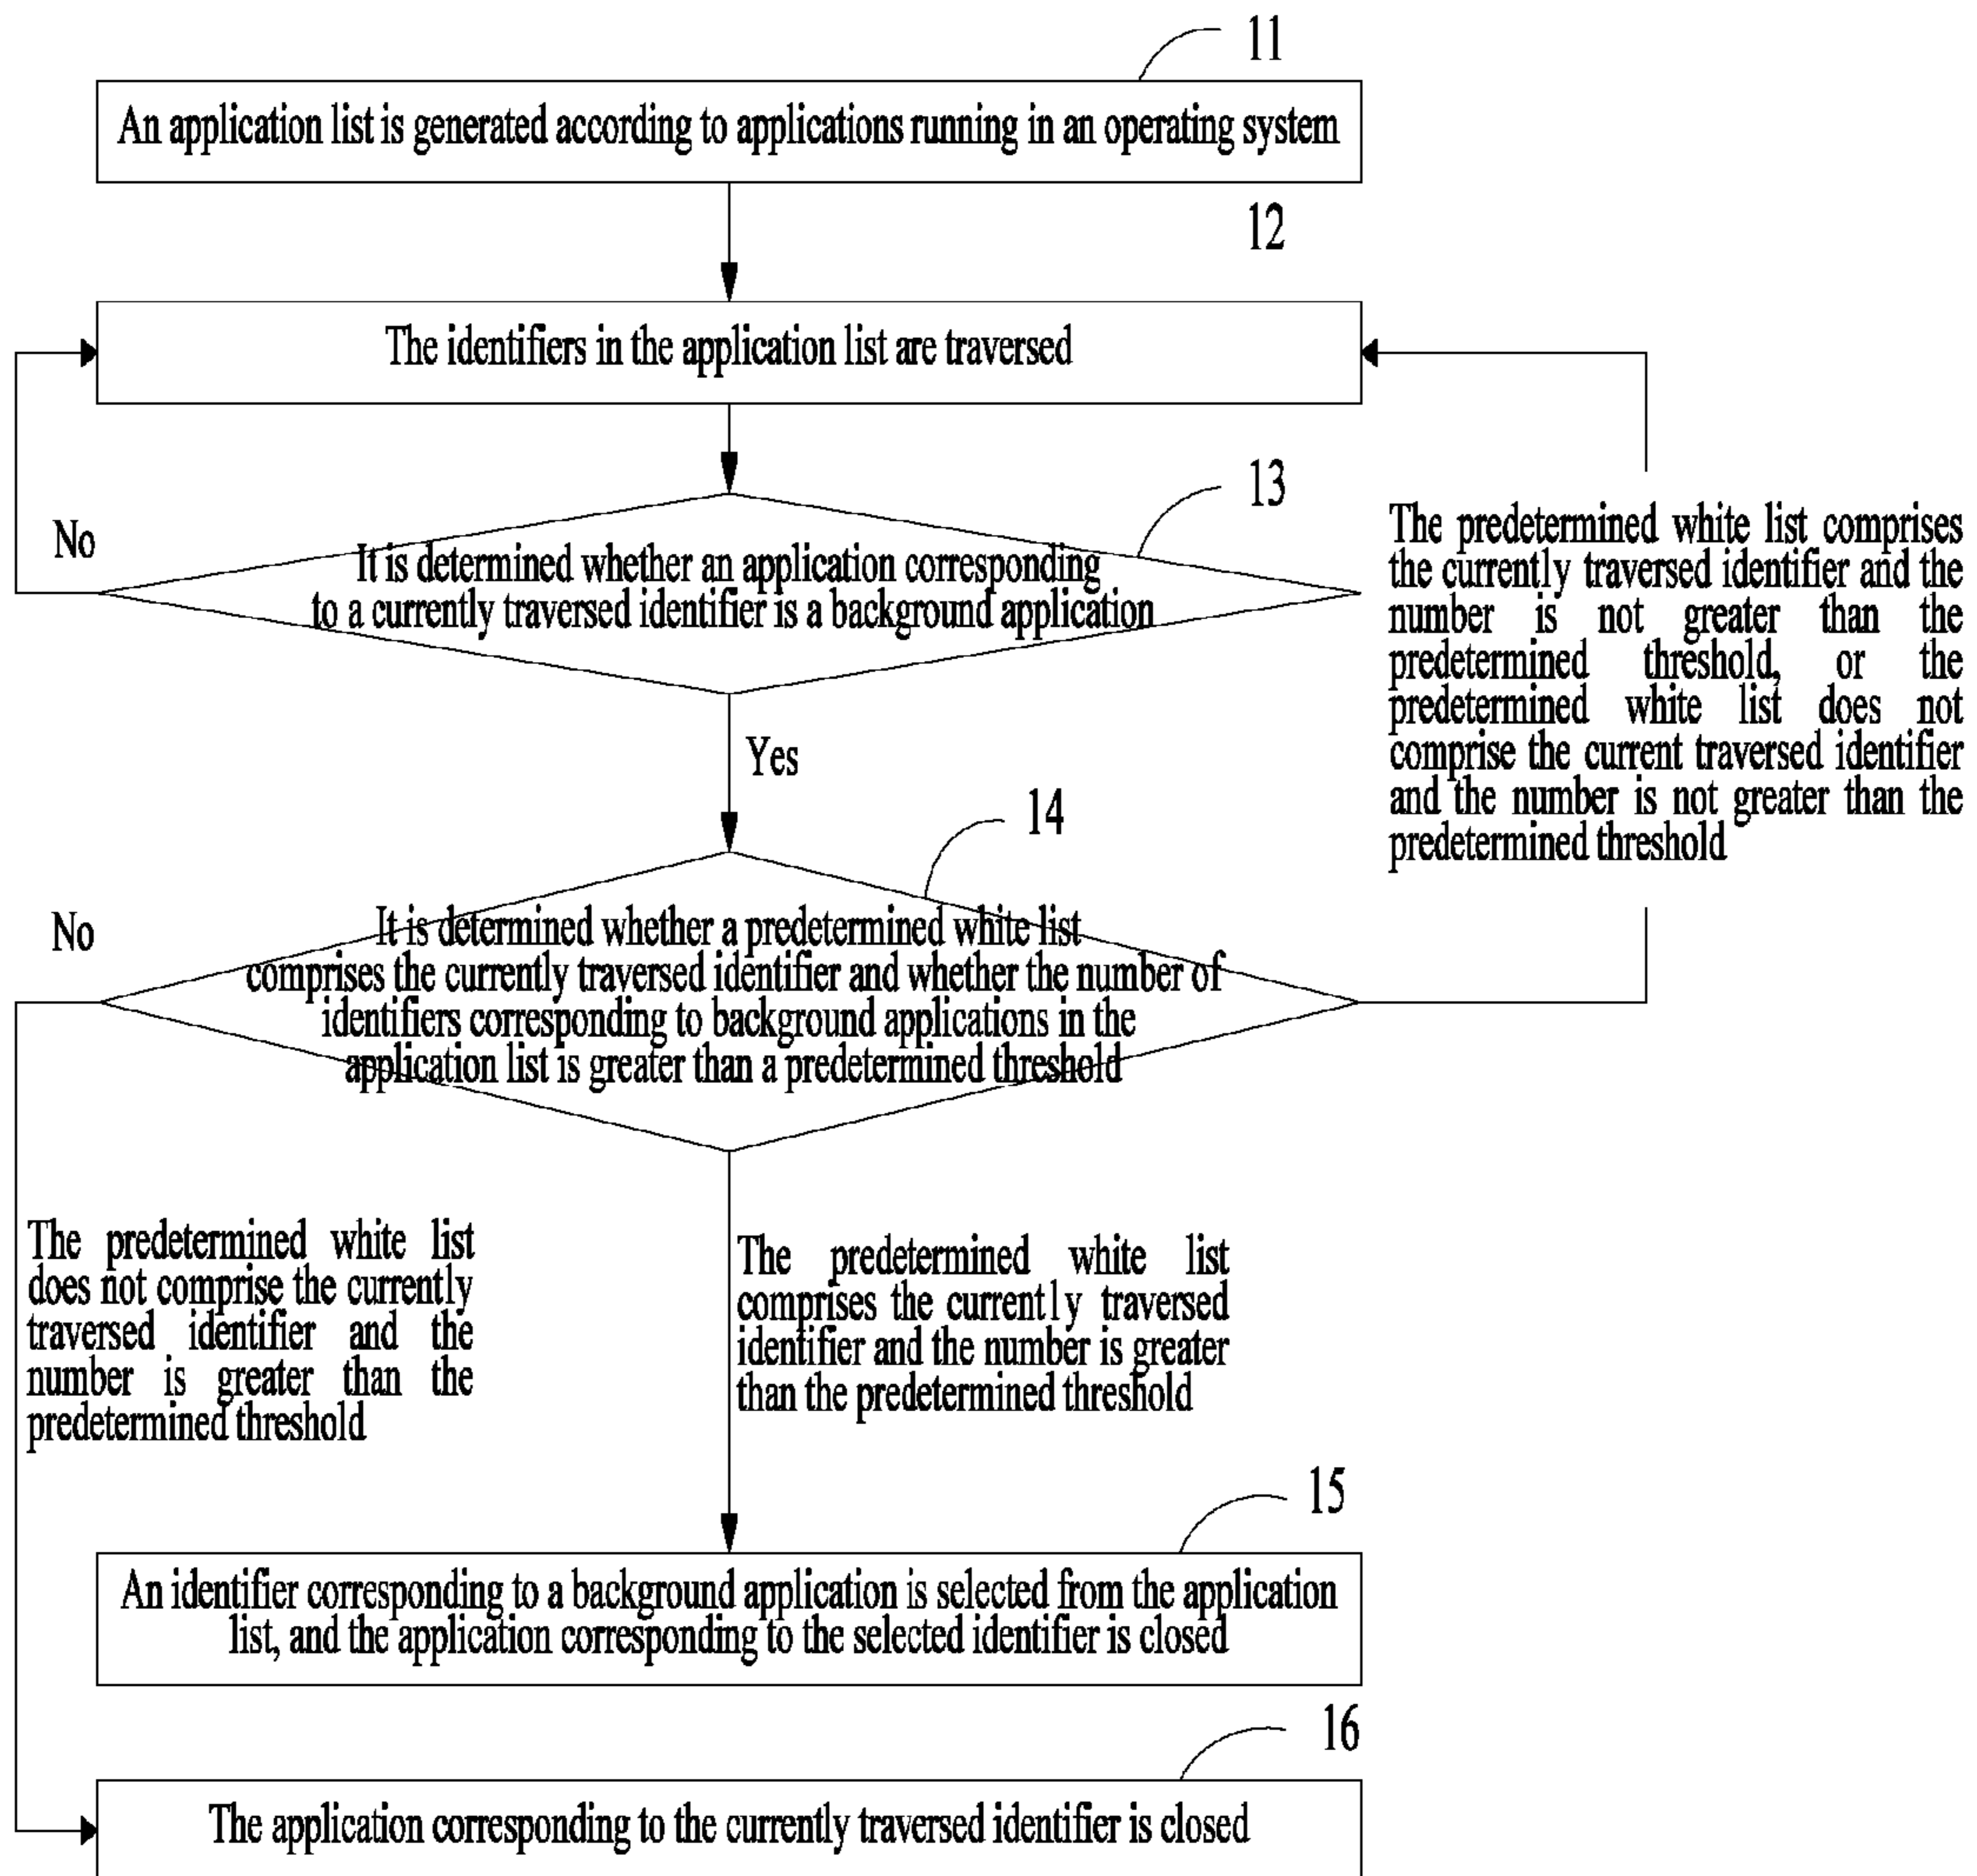 11
An application list is generated according to applications running in an operating system
12
The identifiers in the application list are traversed
13
No
It is determined whether an application corresponding
to a currently traversed identifier is a background application
The predetermined white list comprises
the currently traversed identifier and the
number is not greater than the
predetermined threshold, or the
predetermined white list does not
comprise the current traversed identifier
and the number is not greater than the
predetermined threshold
Yes
14
No
It is determined whether a predetermined white list
comprises the currently traversed identifier and whether the number of
identifiers corresponding to background applications in the
application list is greater than a predetermined threshold
The predetermined white list
does not comprise the currently
traversed identifier and the
number is greater than the
predetermined threshold
The predetermined white list
comprises the currently traversed
identifier and the number is greater
than the predetermined threshold
15
An identifier corresponding to a background application is selected from the application
list, and the application corresponding to the selected identifier is closed
16
The application corresponding to the currently traversed identifier is closed